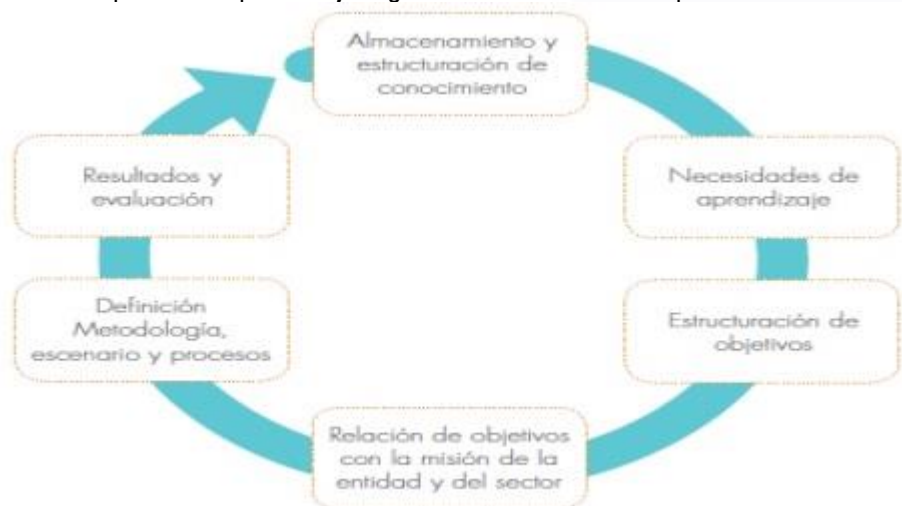 Almacenamiento y
estructuración de
conocimiento
Necesidades de
aprendizaje
Estructuración de
objetivos
Relación de objetivos
con la misión de la
entidad y del sector
Definición
Metodología,
escenario y procesos
Resultados y
evaluación